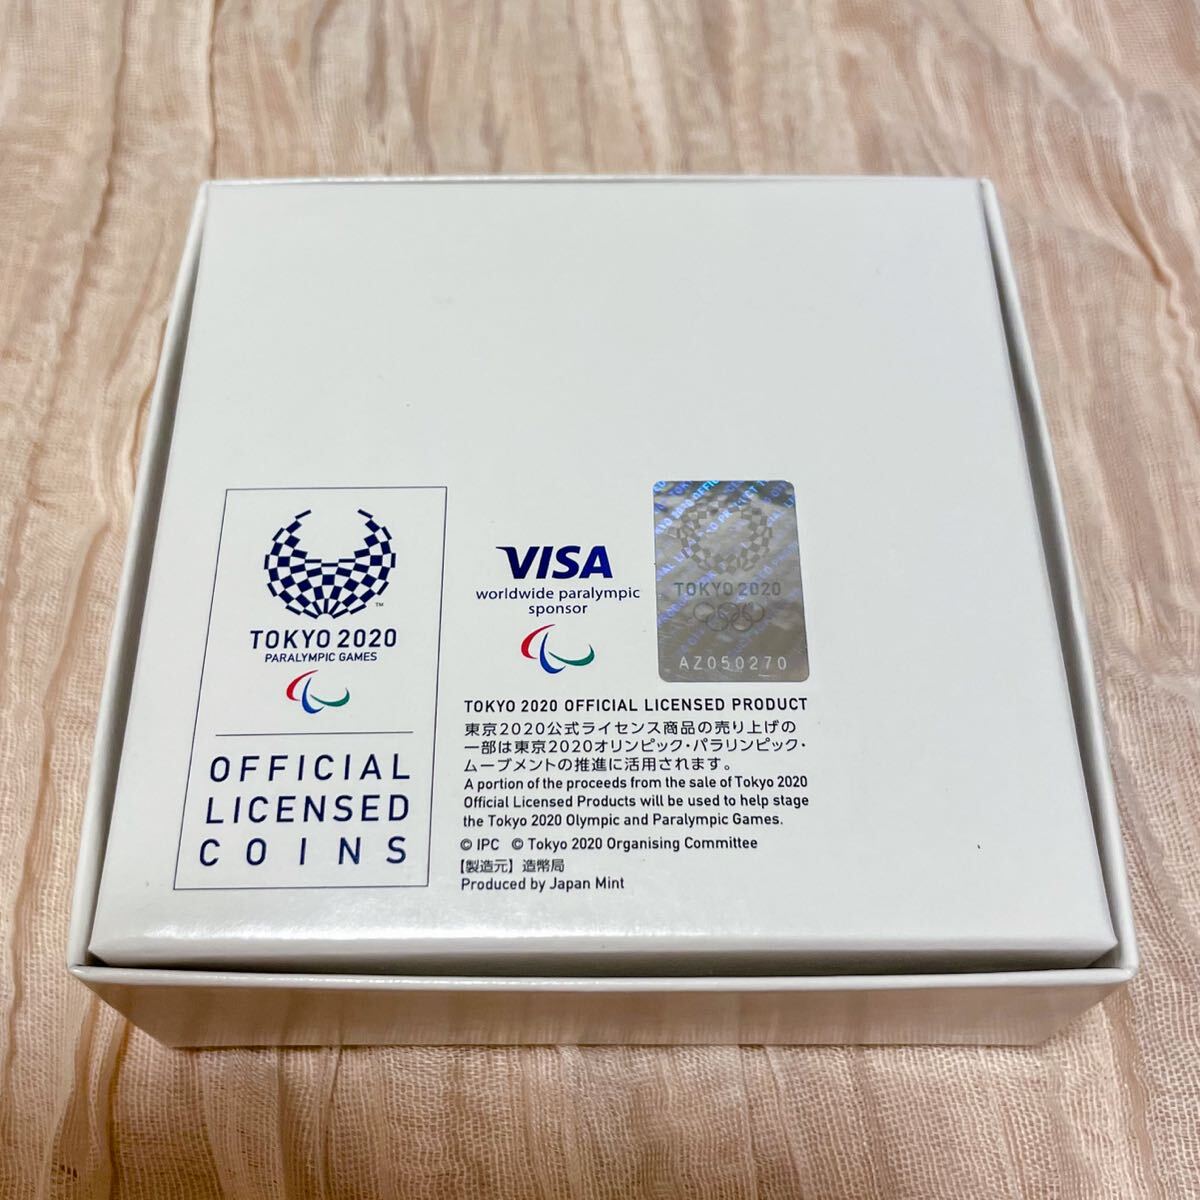 TOKYO 2020
PARALYMPIC GAMES
OFFICIAL
LICENSED
COINS
VISA
worldwide paralympic
sponsor
TOKYO 2020
AZ050270
TOKYO 2020 OFFICIAL LICENSED PRODUCT
東京2020公式ライセンス商品の売り上げの
一部は東京2020オリンピック・パラリンピック・
ムーブメントの推進に活用されます。
A portion of the proceeds from the sale of Tokyo 2020
Official Licensed Products will be used to help stage
the Tokyo 2020 Olympic and Paralympic Games.
© IPC © Tokyo 2020 Organising Committee
【製造元】造幣局
Produced by Japan Mint